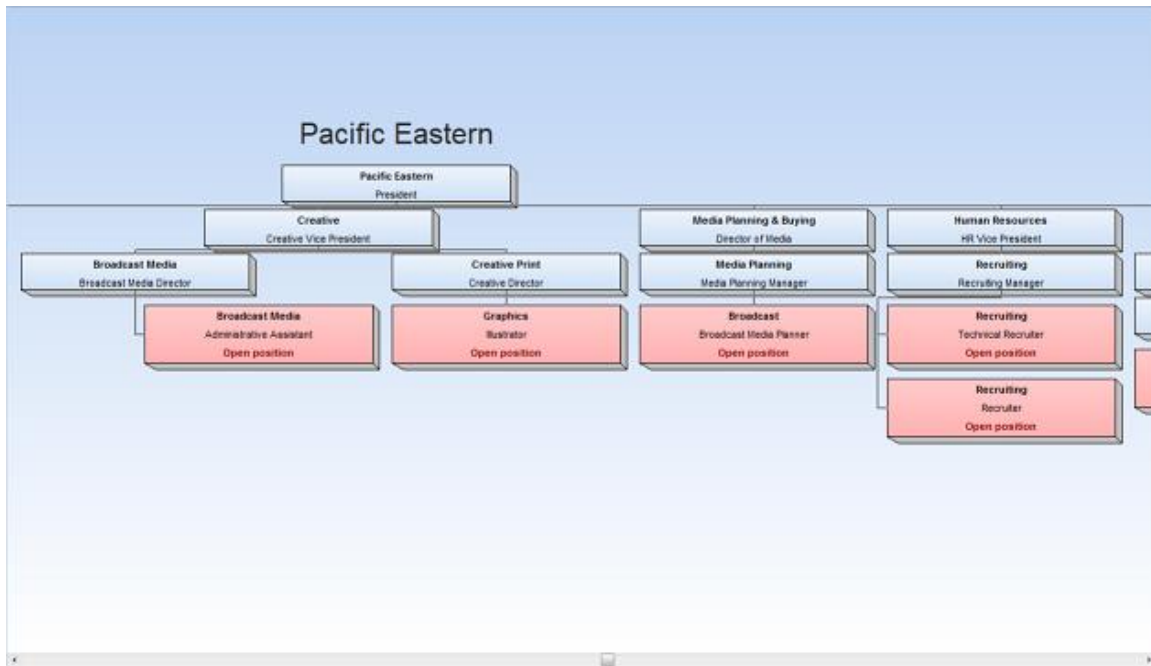 Pacific Eastern
Pacific Eastern
President
Creative
Creative Vice President
Media Planning & Buying
Director of Media
Human Resources
HR Vice President
Broadcast Media
Broadcast Media Director
Creative Print
Creative Director
Media Planning
Media Planning Manager
Recruiting
Recruiting Manager
Broadcast Media
Administrative Assistant
Open position
Graphics
Illustrator
Open position
Broadcast
Broadcast Media Planner
Open position
Recruiting
Technical Recruiter
Open position
Recruiting
Recruiter
Open position